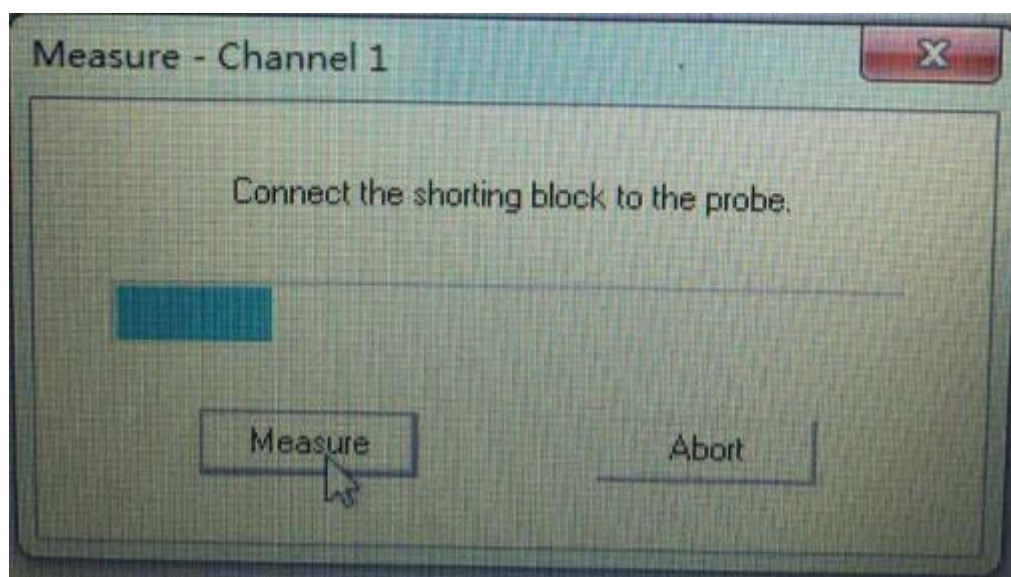 Measure - Channel 1
Connect the shorting block to the probe.
Measure
Abort